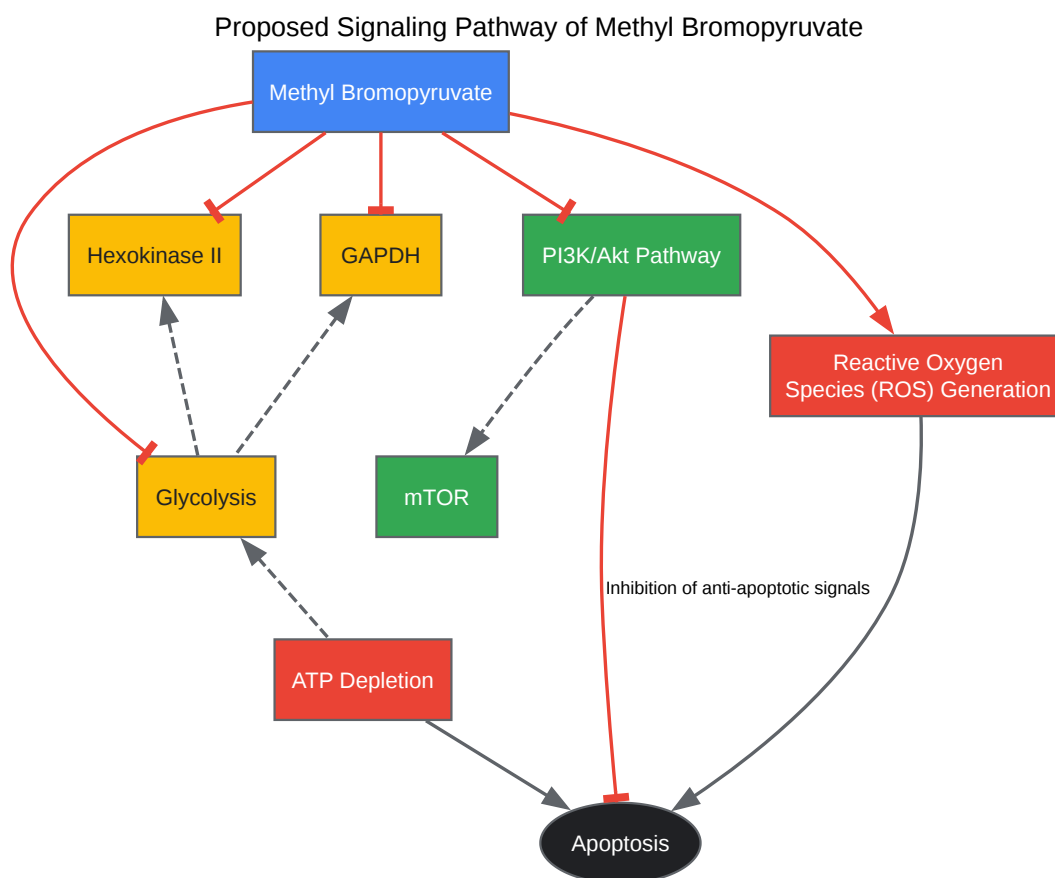 Proposed Signaling Pathway of Methyl Bromopyruvate
Methyl Bromopyruvate
Hexokinase II
GAPDH
PI3K/Akt Pathway
Reactive Oxygen
Species (ROS) Generation
Glycolysis
mTOR
Inhibition of anti-apoptotic signals
ATP Depletion
Apoptosis